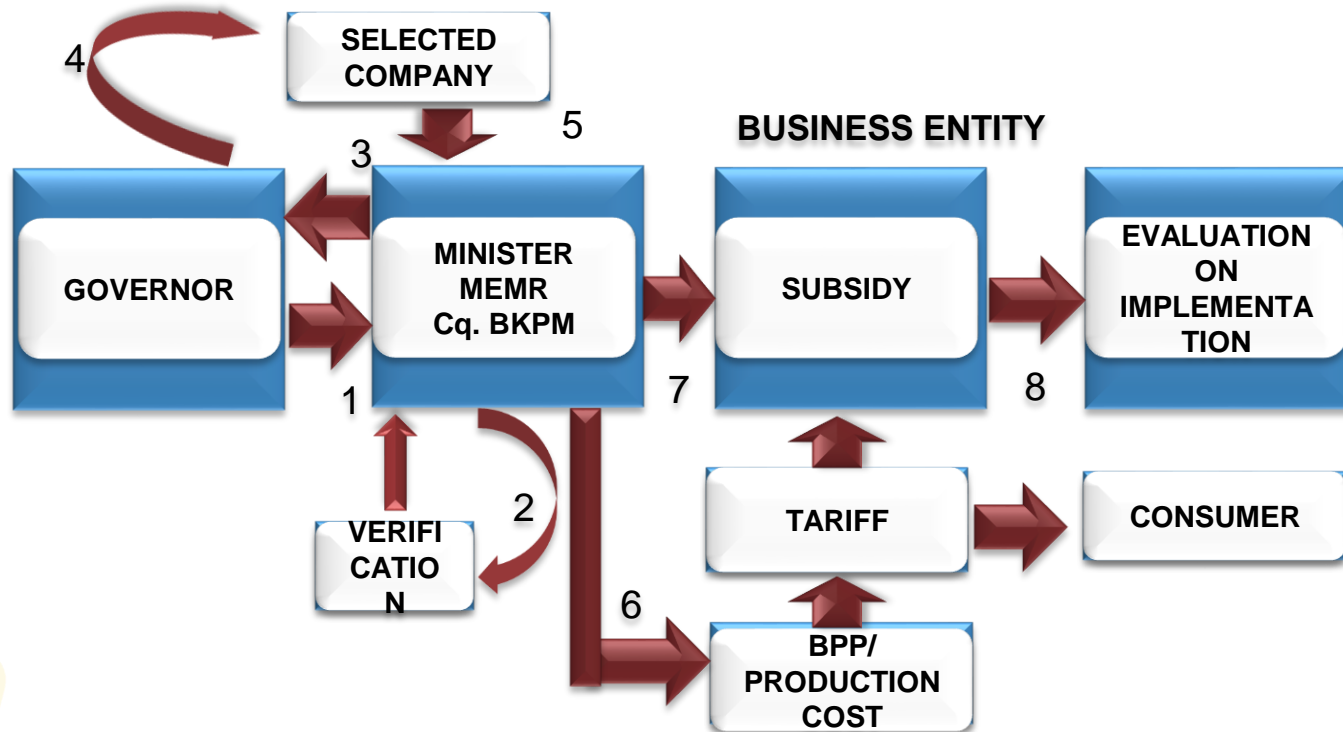 4
SELECTED
COMPANY
5
BUSINESS ENTITY
3
GOVERNOR
MINISTER
MEMR
Cq. BKPM
SUBSIDY
EVALUATION
ON
IMPLEMENTA
TION
1
7
8
2
VERIFI
CATIO
N
TARIFF
CONSUMER
6
BPP/
PRODUCTION
COST